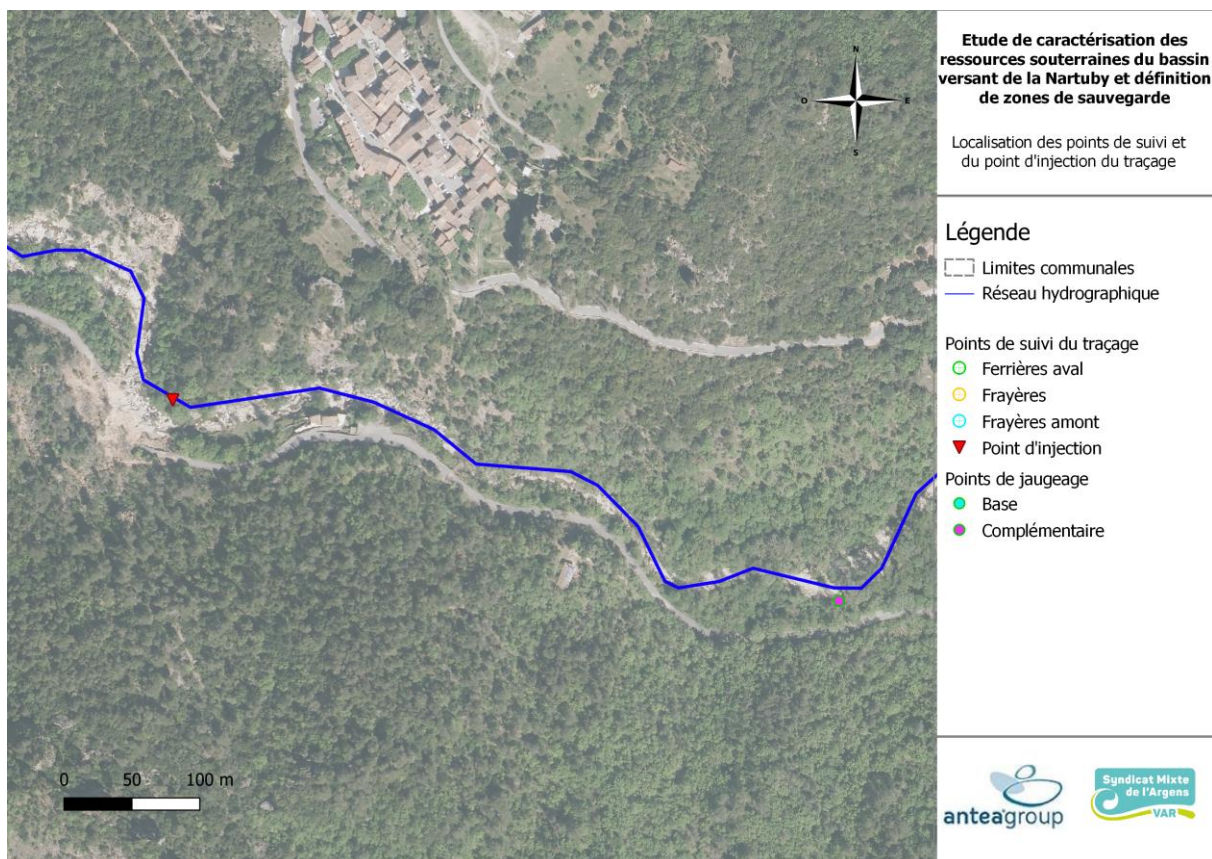 Etude de caractérisation des
ressources souterraines du bassin
versant de la Nartuby et définition
de zones de sauvegarde
Localisation des points de suivi et
du point d'injection du traçage
N
O
E
S
Légende
Limites communales
Réseau hydrographique
Points de suivi du traçage
Ferrières aval
Frayères
Frayères amont
Point d'injection
Points de jaugeage
Base
Complémentaire
0 50 100 m
anteagroup
Syndicat Mixte
de l'Argens
VAR